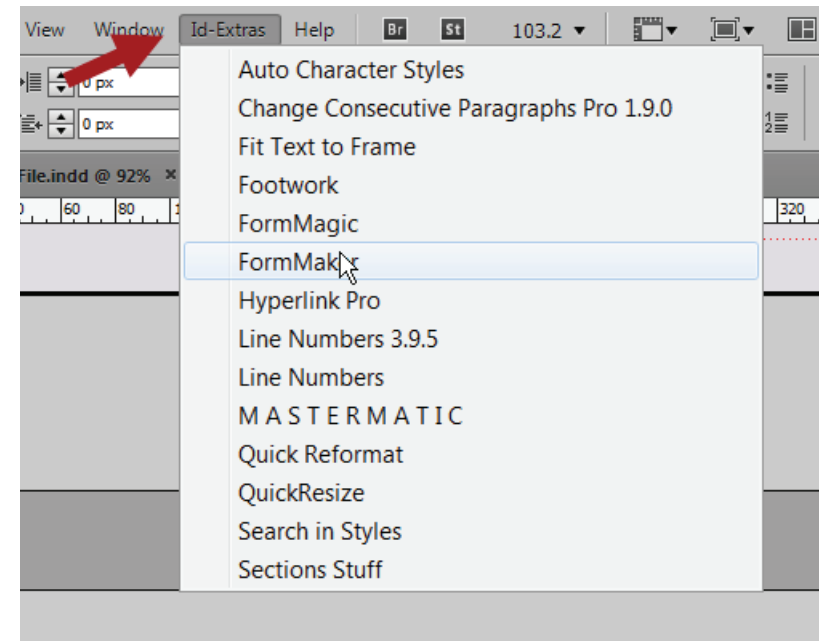 View Window Id-Extras Help Br St 103.2
0 px
0 px
File.indd @ 92% ×
60 80 320
Auto Character Styles
Change Consecutive Paragraphs Pro 1.9.0
Fit Text to Frame
Footwork
FormMagic
FormMaker
Hyperlink Pro
Line Numbers 3.9.5
Line Numbers
M A S T E R M A T I C
Quick Reformat
QuickResize
Search in Styles
Sections Stuff